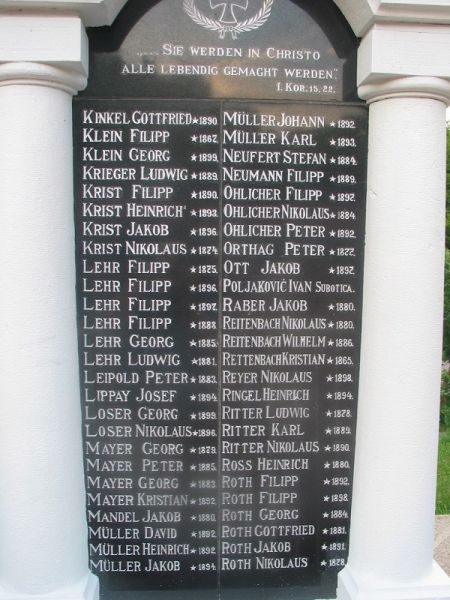 „... SIE WERDEN IN CHRISTO
ALLE LEBENDIG GEMACHT WERDEN.”
I. KOR. 15. 22.
KINKEL GOTTFRIED *1890.
KLEIN FILIPP *1867.
KLEIN GEORG *1899.
KRIEGER LUDWIG *1889.
KRIST FILIPP *1890.
KRIST HEINRICH *1893.
KRIST JAKOB *1896.
KRIST NIKOLAUS *1874.
LEHR FILIPP *1875.
LEHR FILIPP *1896.
LEHR FILIPP *1897.
LEHR FILIPP *1888.
LEHR GEORG *1885.
LEHR LUDWIG *1881.
LEIPOLD PETER *1883.
LIPPAY JOSEF *1894.
LOSER GEORG *1899.
LOSER NIKOLAUS *1896.
MAYER GEORG *1879.
MAYER PETER *1885.
MAYER GEORG *1883.
MAYER KRISTIAN *1892.
MANDEL JAKOB *1880.
MÜLLER DAVID *1892.
MÜLLER HEINRICH *1892.
MÜLLER JAKOB *1894.
MÜLLER JOHANN *1892.
MÜLLER KARL *1893.
NEUFERT STEFAN *1884.
NEUMANN FILIPP *1889.
OHLICHER FILIPP *1892.
OHLICHER NIKOLAUS *1884.
OHLICHER PETER *1892.
ORTHAG PETER *1877.
OTT JAKOB *1897.
POLJAKOVIĆ IVAN SUBOTICA.
RABER JAKOB *1880.
REITENBACH NIKOLAUS *1880.
REITENBACH WILHELM *1886.
RETTENBACH KRISTIAN *1865.
REYER NIKOLAUS *1898.
RINGEL HEINRICH *1894.
RITTER LUDWIG *1878.
RITTER KARL *1889.
RITTER NIKOLAUS *1890.
ROSS HEINRICH *1880.
ROTH FILIPP *1892.
ROTH FILIPP *1898.
ROTH GEORG *1884.
ROTH GOTTFRIED *1881.
ROTH JAKOB *1891.
ROTH NIKOLAUS *1878.